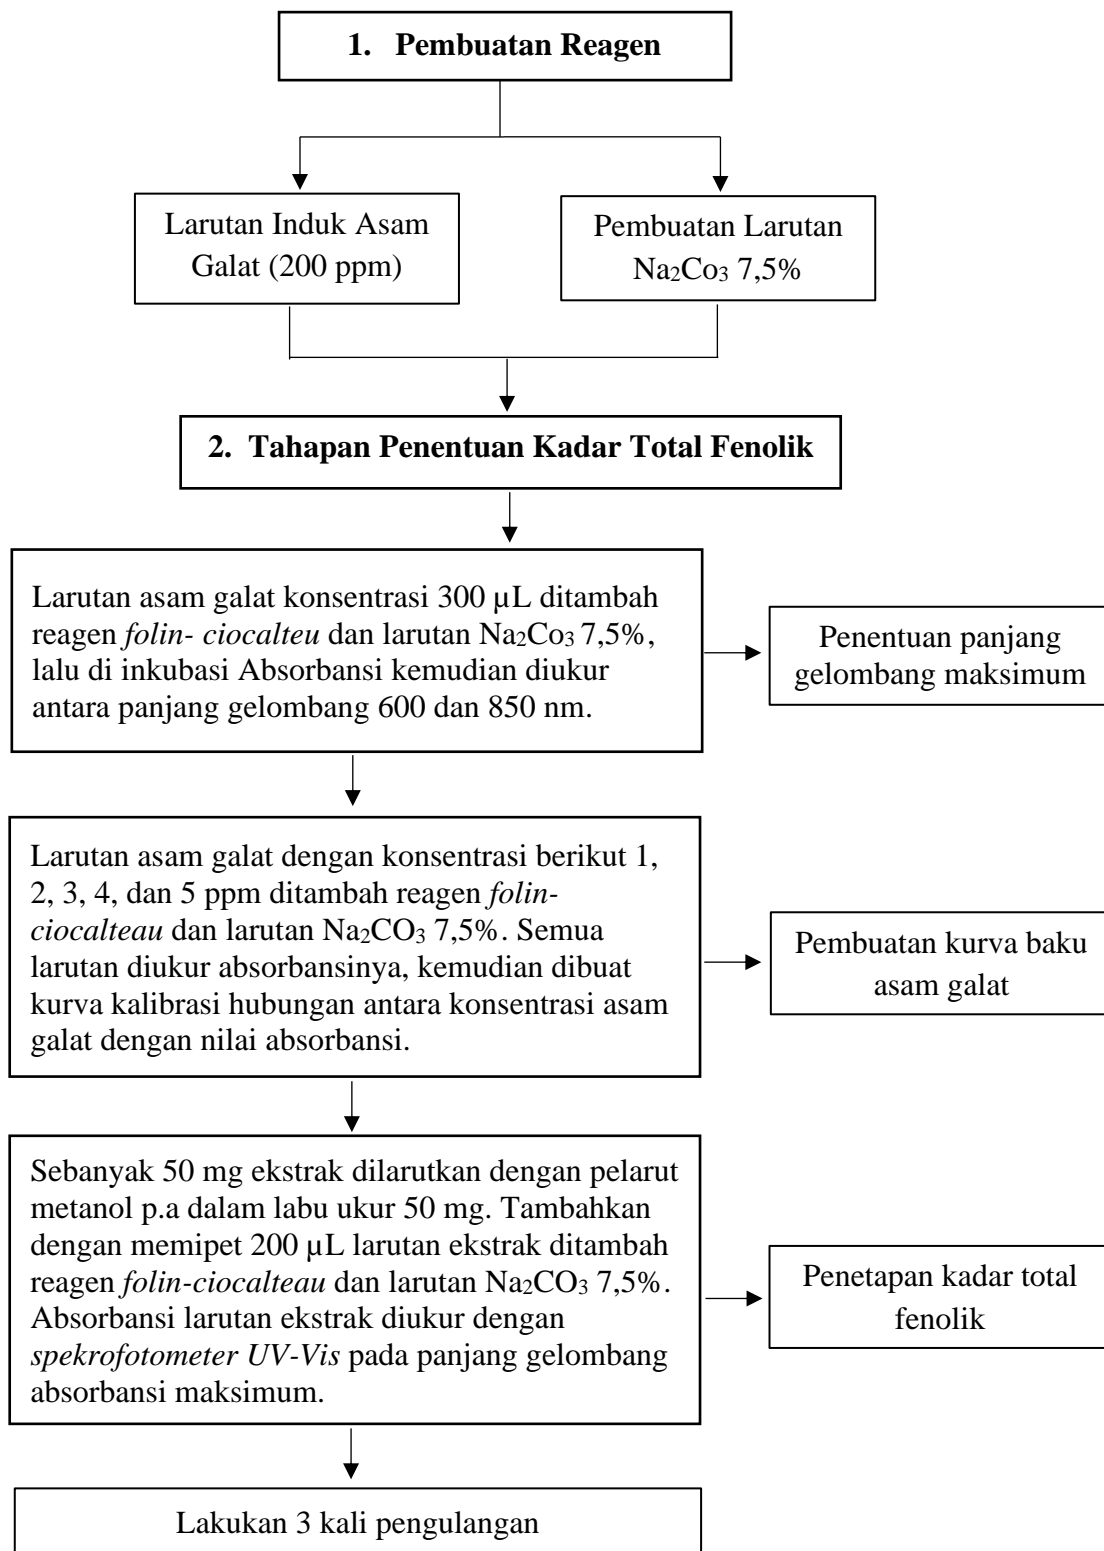 1. Pembuatan Reagen
Larutan Induk Asam
Galat (200 ppm)
Pembuatan Larutan
Na₂Co₃ 7,5%
2. Tahapan Penentuan Kadar Total Fenolik
Larutan asam galat konsentrasi 300 µL ditambah
reagen folin- ciocalteu dan larutan Na₂Co₃ 7,5%,
lalu di inkubasi Absorbansi kemudian diukur
antara panjang gelombang 600 dan 850 nm.
Penentuan panjang
gelombang maksimum
Larutan asam galat dengan konsentrasi berikut 1,
2, 3, 4, dan 5 ppm ditambah reagen folin-
ciocalteau dan larutan Na₂CO₃ 7,5%. Semua
larutan diukur absorbansinya, kemudian dibuat
kurva kalibrasi hubungan antara konsentrasi asam
galat dengan nilai absorbansi.
Pembuatan kurva baku
asam galat
Sebanyak 50 mg ekstrak dilarutkan dengan pelarut
metanol p.a dalam labu ukur 50 mg. Tambahkan
dengan memipet 200 µL larutan ekstrak ditambah
reagen folin-ciocalteau dan larutan Na₂CO₃ 7,5%.
Absorbansi larutan ekstrak diukur dengan
spekrofotometer UV-Vis pada panjang gelombang
absorbansi maksimum.
Penetapan kadar total
fenolik
Lakukan 3 kali pengulangan